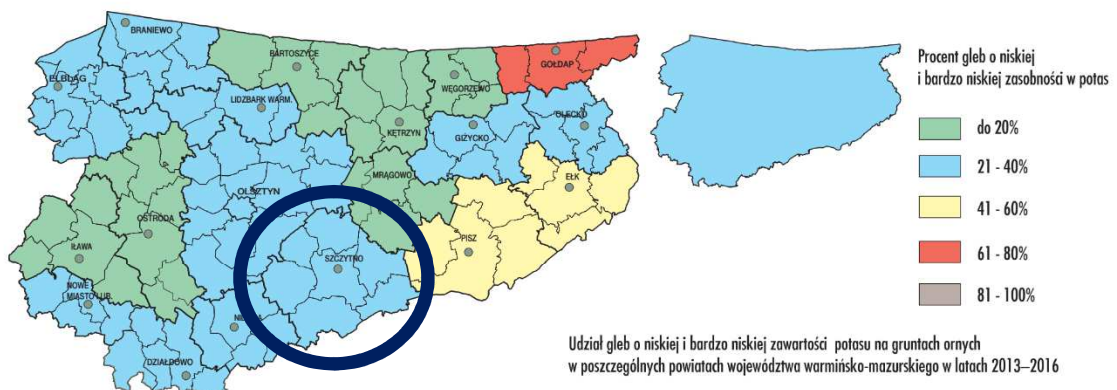 BRANIEWO
BARTOSZYCE
GOŁDAP
ELBLĄG
WĘGORZEWO
LIDZBARK WARM.
OLECKO
KĘTRZYN
GIŻYCKO
MRĄGOWO
EŁK
OLSZTYN
OSTRÓDA
PISZ
IŁAWA
SZCZYTNO
NOWE
MIASTO LUB.
DZIAŁDOWO
Procent gleb o niskiej
i bardzo niskiej zasobności w potas
do 20%
21 - 40%
41 - 60%
61 - 80%
81 - 100%
Udział gleb o niskiej i bardzo niskiej zawartości potasu na gruntach ornych
w poszczególnych powiatach województwa warmińsko-mazurskiego w latach 2013–2016